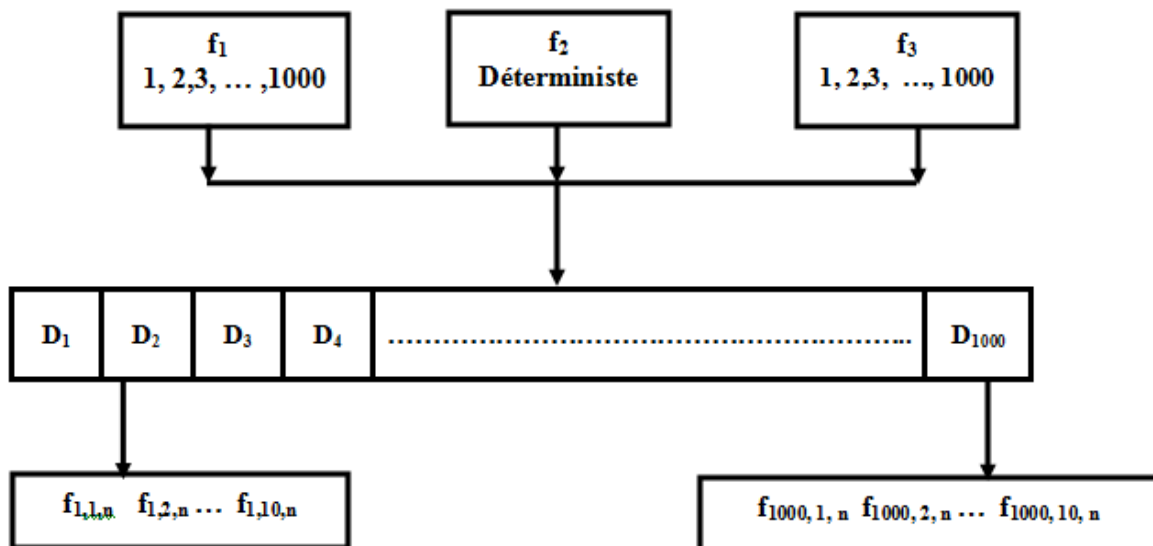 f₁
1, 2,3, … ,1000
f₂
Déterministe
f₃
1, 2,3, …, 1000
D₁ D₂ D₃ D₄ ………………………………………………….. D₁₀₀₀
f₁,₁,ₙ f₁,₂,ₙ … f₁,₁₀,ₙ
f₁₀₀₀, ₁, ₙ f₁₀₀₀, ₂, ₙ … f₁₀₀₀, ₁₀, ₙ